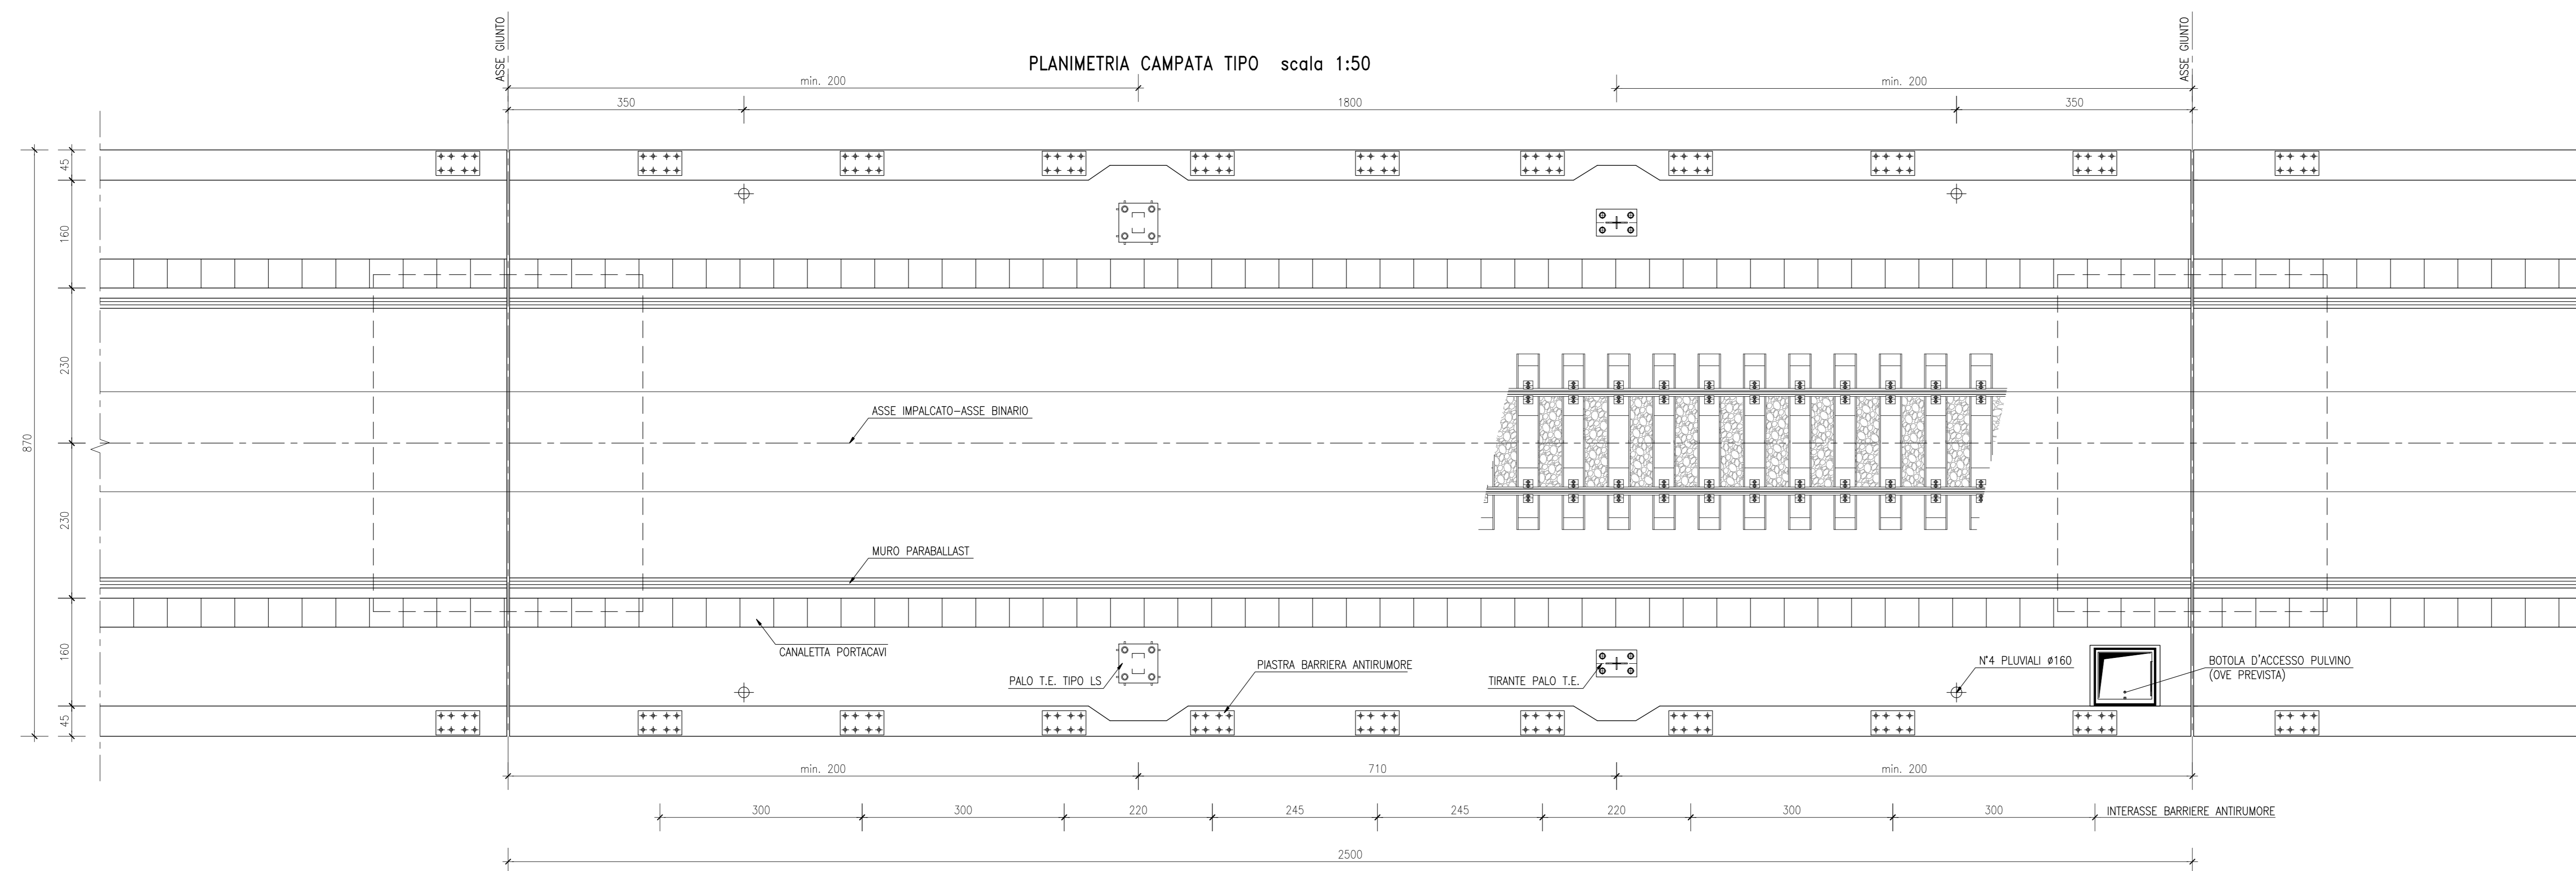 ASSE GIUNTO
ASSE GIUNTO
PLANIMETRIA CAMPATA TIPO scala 1:50
min. 200
min. 200
350
1800
350
45
160
230
870
230
160
45
ASSE IMPALCATO-ASSE BINARIO
MURO PARABALLAST
CANALETTA PORTACAVI
PALO T.E. TIPO LS
PIASTRA BARRIERA ANTIRUMORE
TIRANTE PALO T.E.
N°4 PLUVIALI ø160
BOTOLA D'ACCESSO PULVINO
(OVE PREVISTA)
min. 200
710
min. 200
300
300
220
245
245
220
300
300
INTERASSE BARRIERE ANTIRUMORE
2500